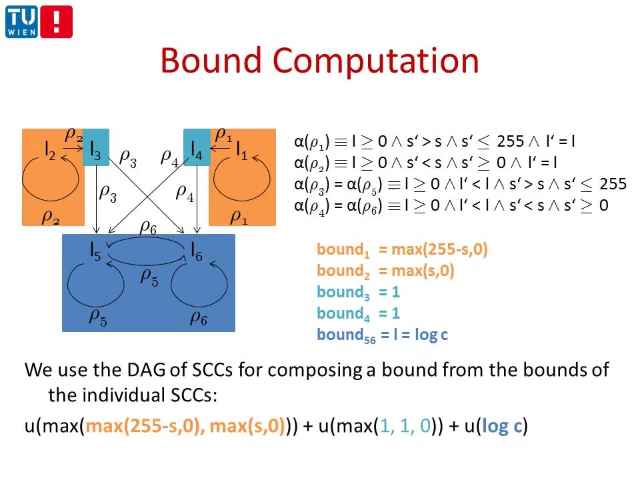 TU
WIEN
Bound Computation
ρ₂ ρ₁
l₂ l₃ l₄ l₁
ρ₃ ρ₄
ρ₃ ρ₄
ρ₂ ρ₁
ρ₆
l₅ l₆
ρ₅
ρ₅ ρ₆
α(ρ₁) ≡ l ≥ 0 ∧ s‘ > s ∧ s‘ ≤ 255 ∧ l‘ = l
α(ρ₂) ≡ l ≥ 0 ∧ s‘ < s ∧ s‘ ≥ 0 ∧ l‘ = l
α(ρ₃) = α(ρ₅) ≡ l ≥ 0 ∧ l‘ < l ∧ s‘ > s ∧ s‘ ≤ 255
α(ρ₄) = α(ρ₆) ≡ l ≥ 0 ∧ l‘ < l ∧ s‘ < s ∧ s‘ ≥ 0
bound₁ = max(255-s,0)
bound₂ = max(s,0)
bound₃ = 1
bound₄ = 1
bound₅₆ = l = log c
We use the DAG of SCCs for composing a bound from the bounds of
the individual SCCs:
u(max(max(255-s,0), max(s,0))) + u(max(1, 1, 0)) + u(log c)